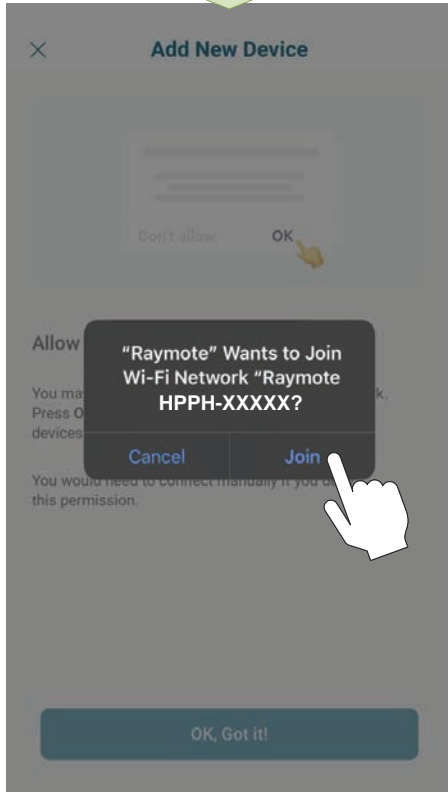 Add New Device
Don't allow OK
Allow
"Raymote" Wants to Join
Wi-Fi Network "Raymote
HPPH-XXXXX?
You ma k.
Press O
devices
Cancel Join
You would need to connect manually if you d
this permission.
OK, Got it!